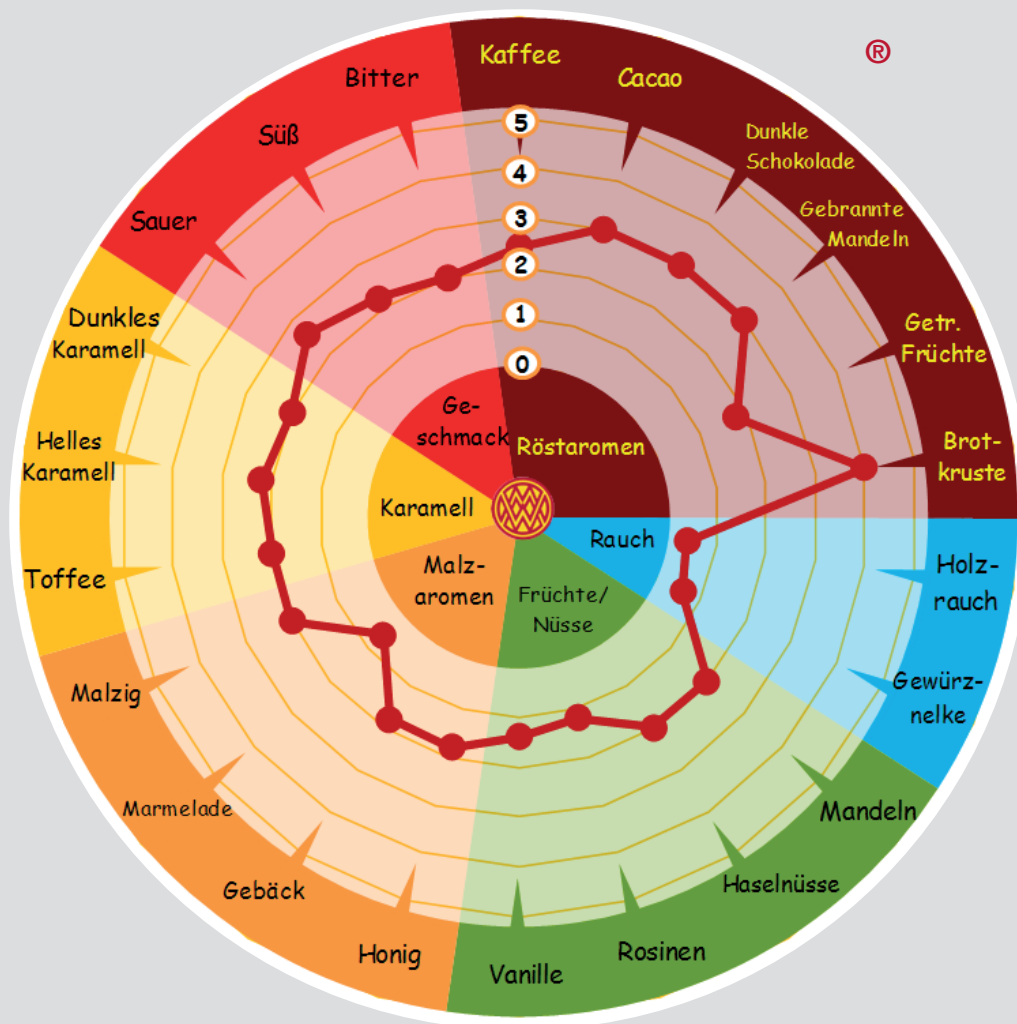 ®
Kaffee
Cacao
Dunkle
Schokolade
Gebrannte
Mandeln
Getr.
Früchte
Brot-
kruste
Holz-
rauch
Gewürz-
nelke
Mandeln
Haselnüsse
Rosinen
Vanille
Honig
Gebäck
Marmelade
Malzig
Toffee
Helles
Karamell
Dunkles
Karamell
Sauer
Süß
Bitter
5
4
3
2
1
0
Ge-
schmack
Röstaromen
Karamell
Rauch
Malz-
aromen
Früchte/
Nüsse